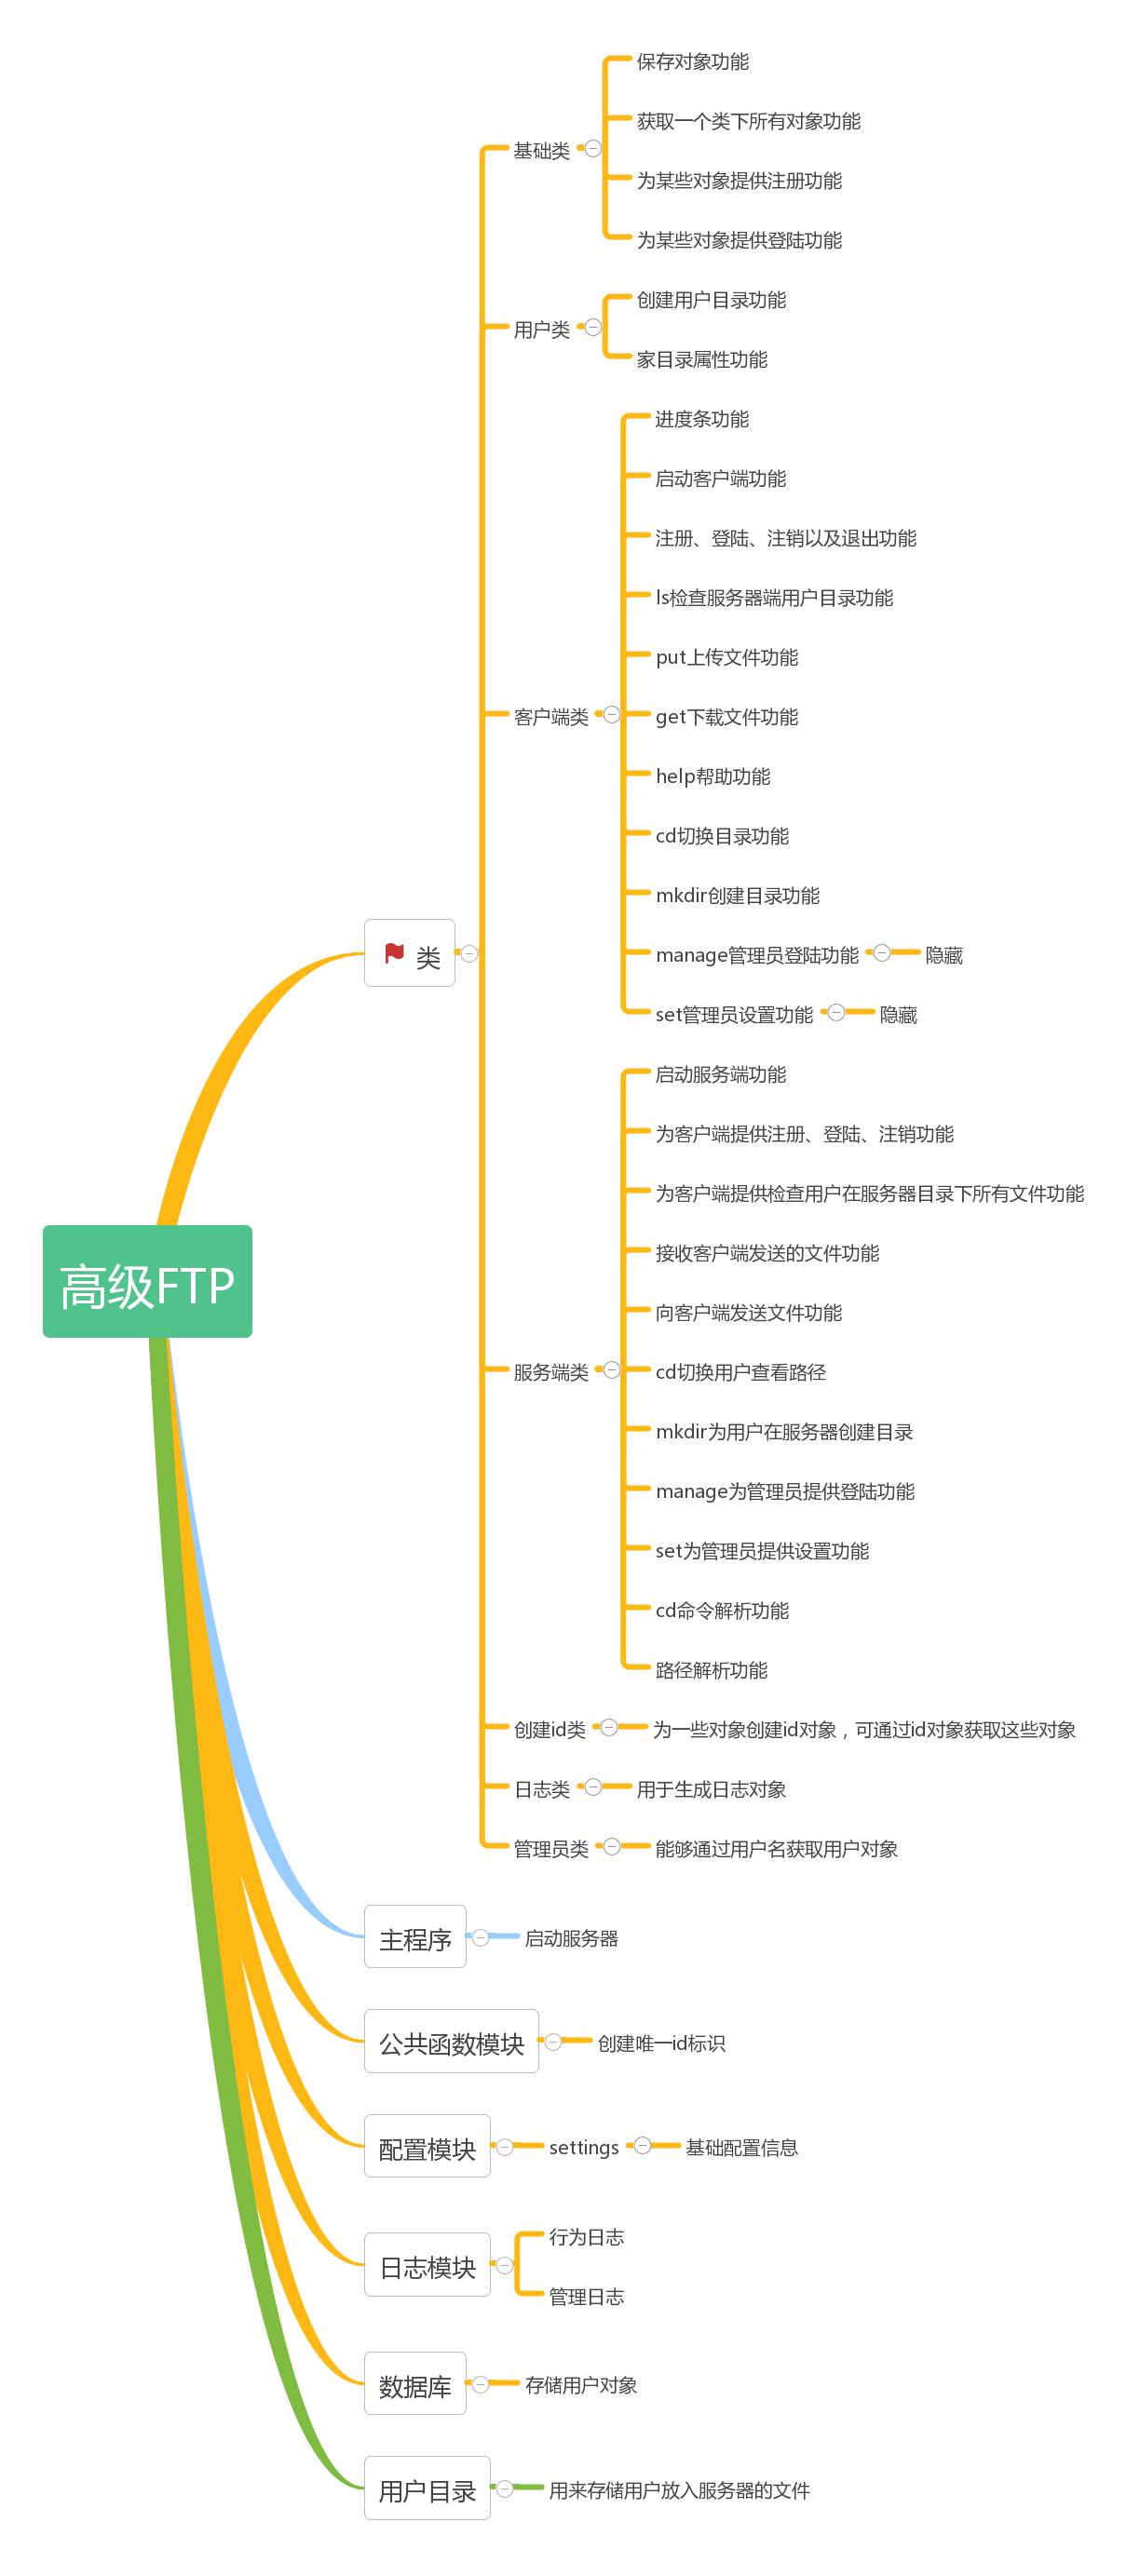 保存对象功能
获取一个类下所有对象功能
基础类
为某些对象提供注册功能
为某些对象提供登陆功能
创建用户目录功能
用户类
家目录属性功能
进度条功能
启动客户端功能
注册、登陆、注销以及退出功能
ls检查服务器端用户目录功能
put上传文件功能
客户端类
get下载文件功能
help帮助功能
cd切换目录功能
mkdir创建目录功能
类
manage管理员登陆功能
隐藏
set管理员设置功能
隐藏
启动服务端功能
为客户端提供注册、登陆、注销功能
为客户端提供检查用户在服务器目录下所有文件功能
接收客户端发送的文件功能
高级FTP
向客户端发送文件功能
服务端类
cd切换用户查看路径
mkdir为用户在服务器创建目录
manage为管理员提供登陆功能
set为管理员提供设置功能
cd命令解析功能
路径解析功能
创建id类
为一些对象创建id对象，可通过id对象获取这些对象
日志类
用于生成日志对象
管理员类
能够通过用户名获取用户对象
主程序
启动服务器
公共函数模块
创建唯一id标识
配置模块
settings
基础配置信息
行为日志
日志模块
管理日志
数据库
存储用户对象
用户目录
用来存储用户放入服务器的文件